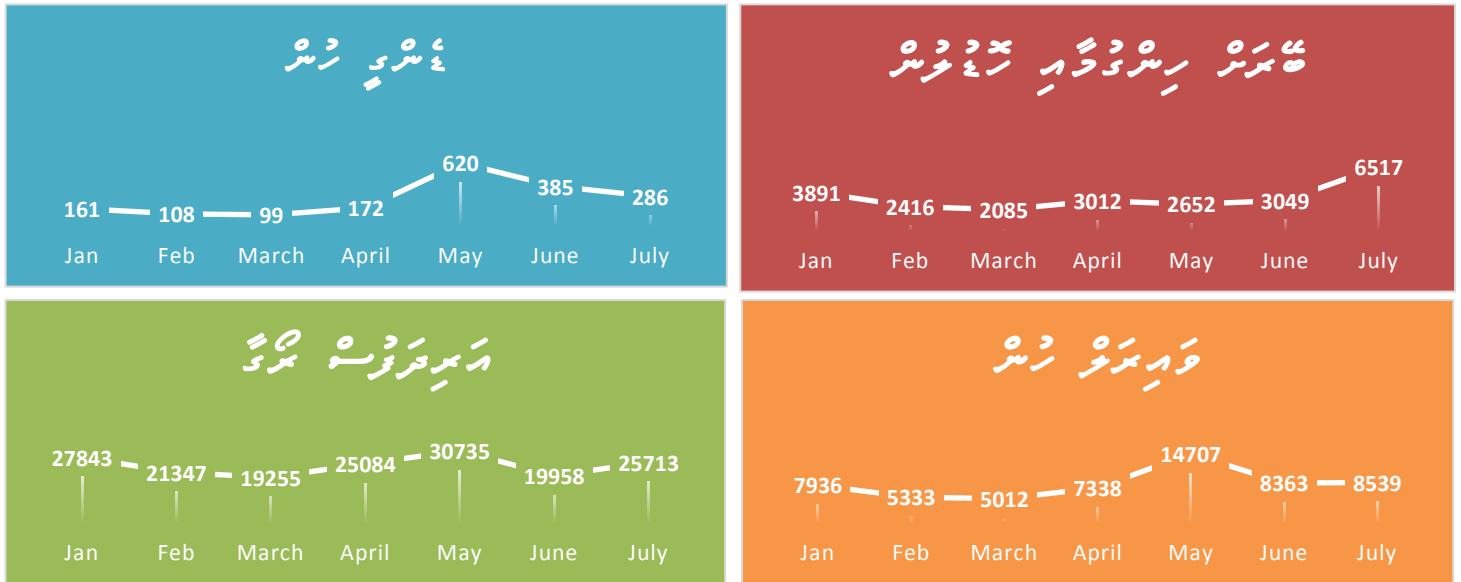 ޑެންގީ ހުން
161 108 99 172 620 385 286
Jan Feb March April May June July
ބޭރަށް ހިންގުމާއި ހޮޑުލުން
3891 2416 2085 3012 2652 3049 6517
Jan Feb March April May June July
އަރިދަފުސް ރޯގާ
27843 21347 19255 25084 30735 19958 25713
Jan Feb March April May June July
ވައިރަލް ހުން
7936 5333 5012 7338 14707 8363 8539
Jan Feb March April May June July